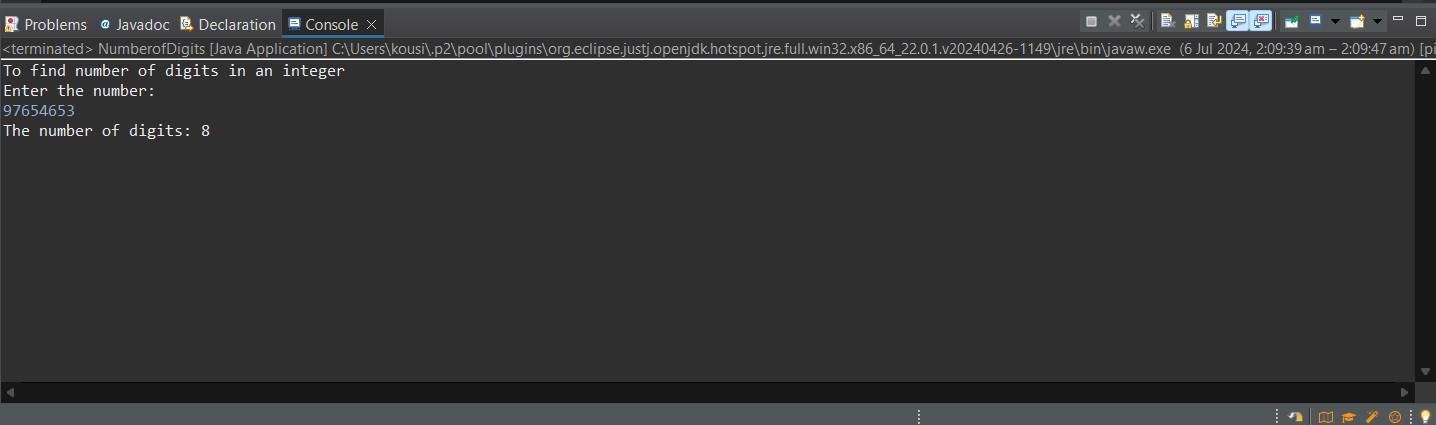 Problems @ Javadoc Declaration Console
<terminated> NumberofDigits [Java Application] C:\Users\kousi\.p2\pool\plugins\org.eclipse.justj.openjdk.hotspot.jre.full.win32.x86_64_22.0.1.v20240426-1149\jre\bin\javaw.exe (6 Jul 2024, 2:09:39 am – 2:09:47 am) [pi
To find number of digits in an integer
Enter the number:
97654653
The number of digits: 8